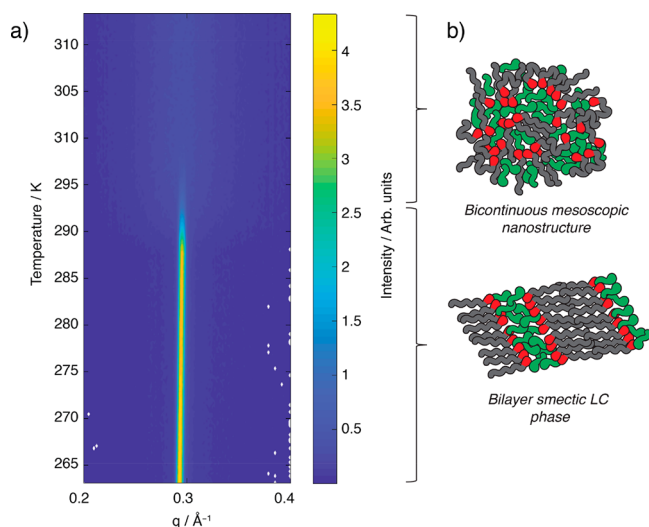 a)
b)
Temperature / K
310
305
300
295
290
285
280
275
270
265
0.2
0.3
0.4
q / Å⁻¹
4
3.5
3
2.5
2
1.5
1
0.5
Intensity / Arb. units
Bicontinuous mesoscopic
nanostructure
Bilayer smectic LC
phase